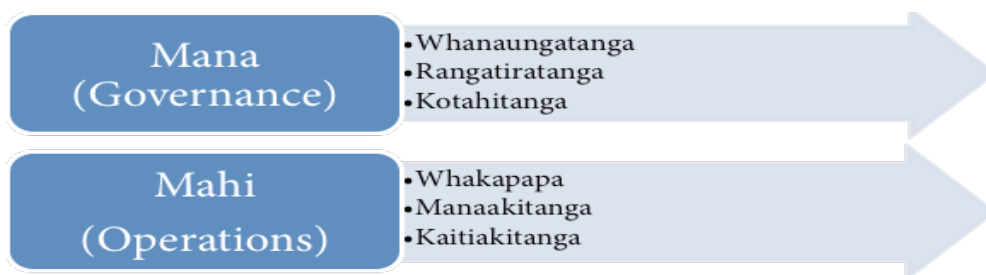 Mana
(Governance)
•Whanaungatanga
•Rangatiratanga
•Kotahitanga
Mahi
(Operations)
•Whakapapa
•Manaakitanga
•Kaitiakitanga